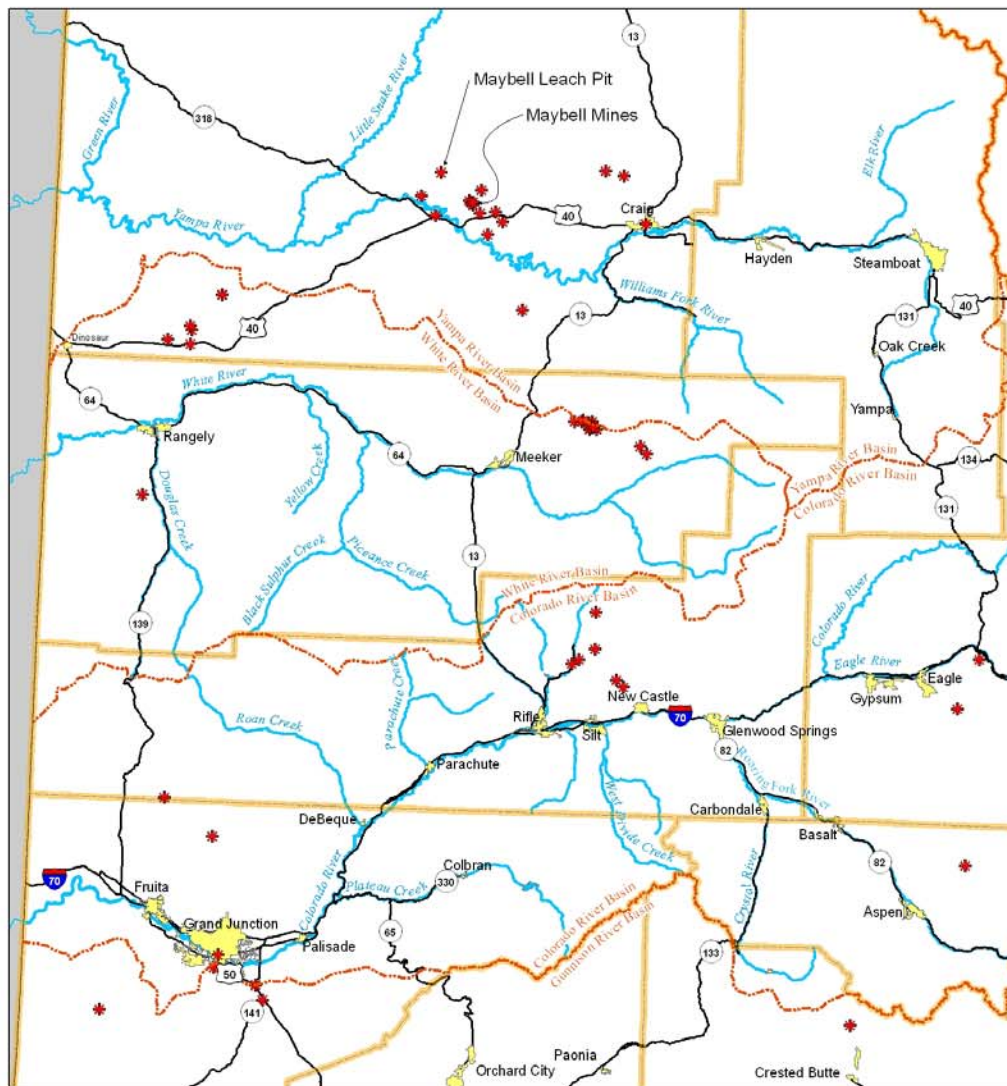 13
Maybell Leach Pit
Maybell Mines
Little Snake River
Green River
318
Elk River
Yampa River
40
Craig
Hayden
Steamboat
Williams Fork River
40
13
131
40
Dinosaur
Yampa River Basin
White River Basin
Oak Creek
64
White River
Yampa
Rangely
64
Meeker
134
Yellow Creek
Yampa River Basin
Colorado River Basin
Douglas Creek
131
13
Piceance Creek
Black Sulphur Creek
White River Basin
Colorado River Basin
Colorado River
139
Eagle River
Eagle
Gypsum
Parachute Creek
New Castle
Roan Creek
Rifle
70
Silt
Glenwood Springs
82
Parachute
Roaring Fork River
Carbondale
DeBeque
West Divide Creek
Basalt
Colbran
82
70
330
Plateau Creek
Fruita
Colorado River
Crystal River
Grand Junction
Aspen
65
Colorado River Basin
Gunnison River Basin
Palisade
133
50
141
Paonia
Orchard City
Crested Butte